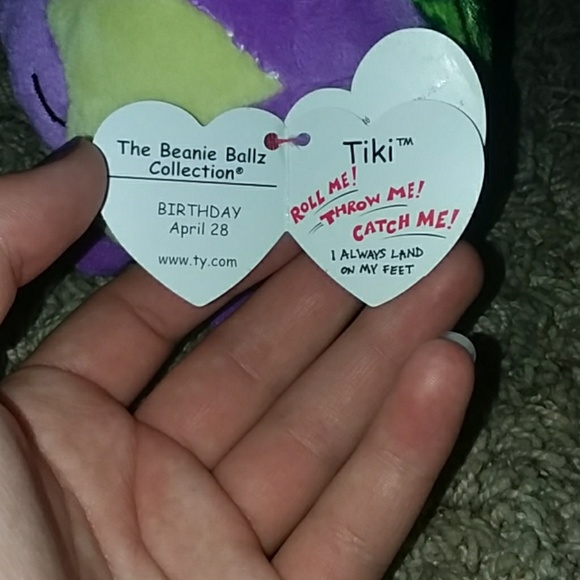 The Beanie Ballz
Collection®
BIRTHDAY
April 28
www.ty.com
Tiki™
ROLL ME!
THROW ME!
CATCH ME!
I ALWAYS LAND
ON MY FEET